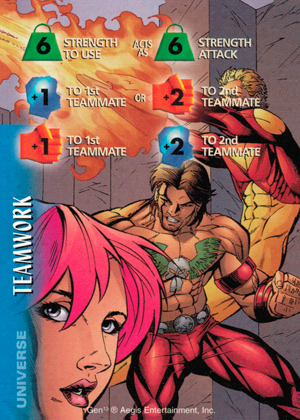 6 STRENGTH TO USE ACTS AS 6 STRENGTH ATTACK
+1 TO 1st TEAMMATE OR +2 TO 2nd TEAMMATE
+1 TO 1st TEAMMATE +2 TO 2nd TEAMMATE
TEAMWORK
UNIVERSE
Gen¹³ ® Aegis Entertainment, Inc.